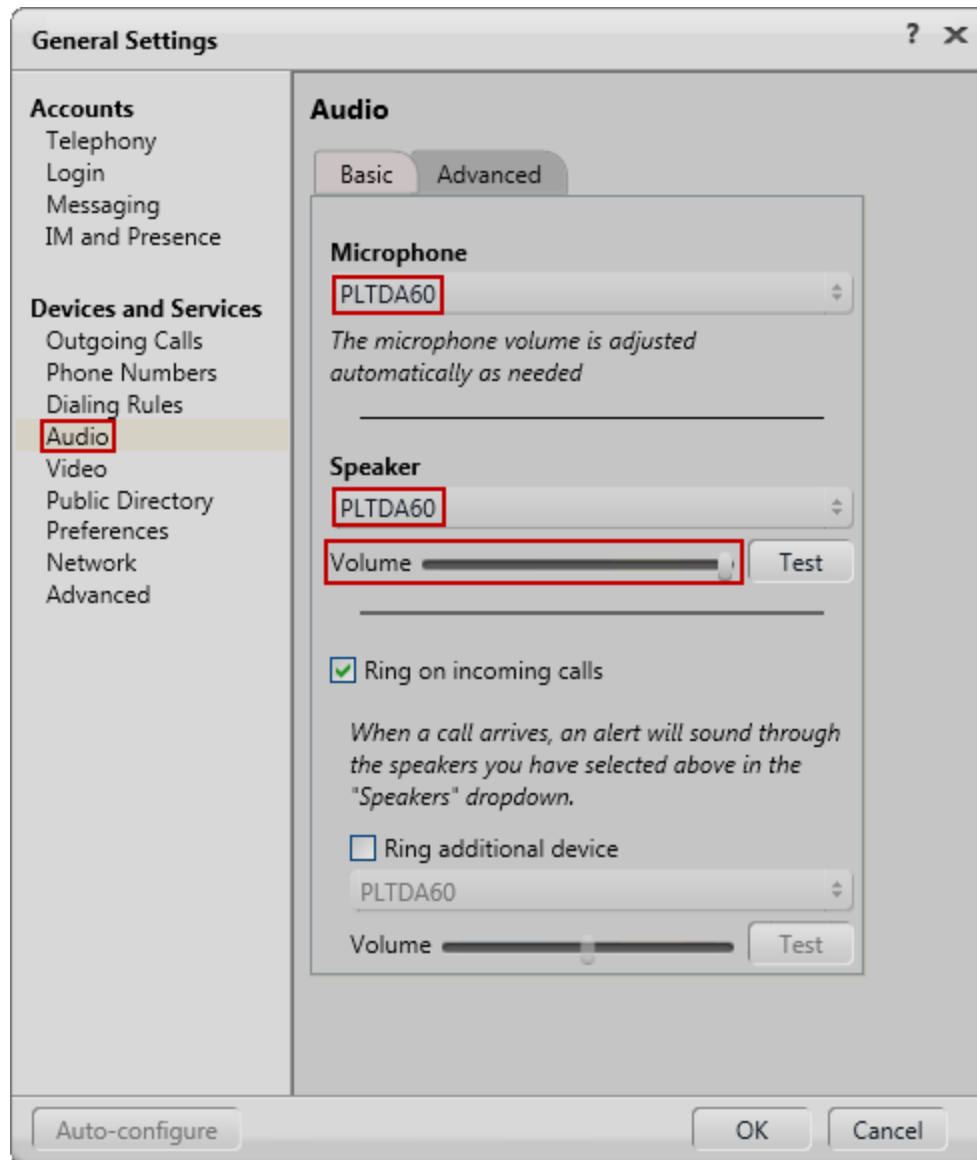 General Settings
?
Accounts
Telephony
Login
Messaging
IM and Presence
Devices and Services
Outgoing Calls
Phone Numbers
Dialing Rules
Audio
Video
Public Directory
Preferences
Network
Advanced
Audio
Basic Advanced
Microphone
PLTDA60
The microphone volume is adjusted
automatically as needed
Speaker
PLTDA60
Volume Test
Ring on incoming calls
When a call arrives, an alert will sound through
the speakers you have selected above in the
"Speakers" dropdown.
Ring additional device
PLTDA60
Volume Test
Auto-configure OK Cancel